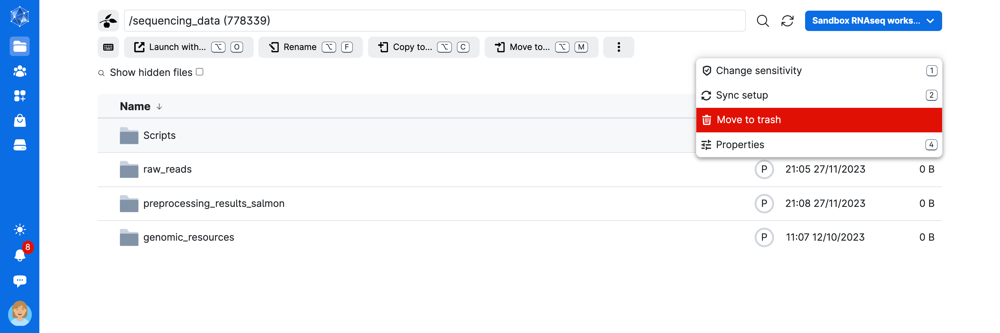 /sequencing_data (778339)
Sandbox RNAseq works...
Launch with... ⌥ O
Rename ⌥ F
Copy to... ⌥ C
Move to... ⌥ M
Show hidden files
Change sensitivity 1
Sync setup 2
Move to trash
Properties 4
Name ↓
Scripts
raw_reads P 21:05 27/11/2023 0 B
preprocessing_results_salmon P 21:08 27/11/2023 0 B
genomic_resources P 11:07 12/10/2023 0 B
8